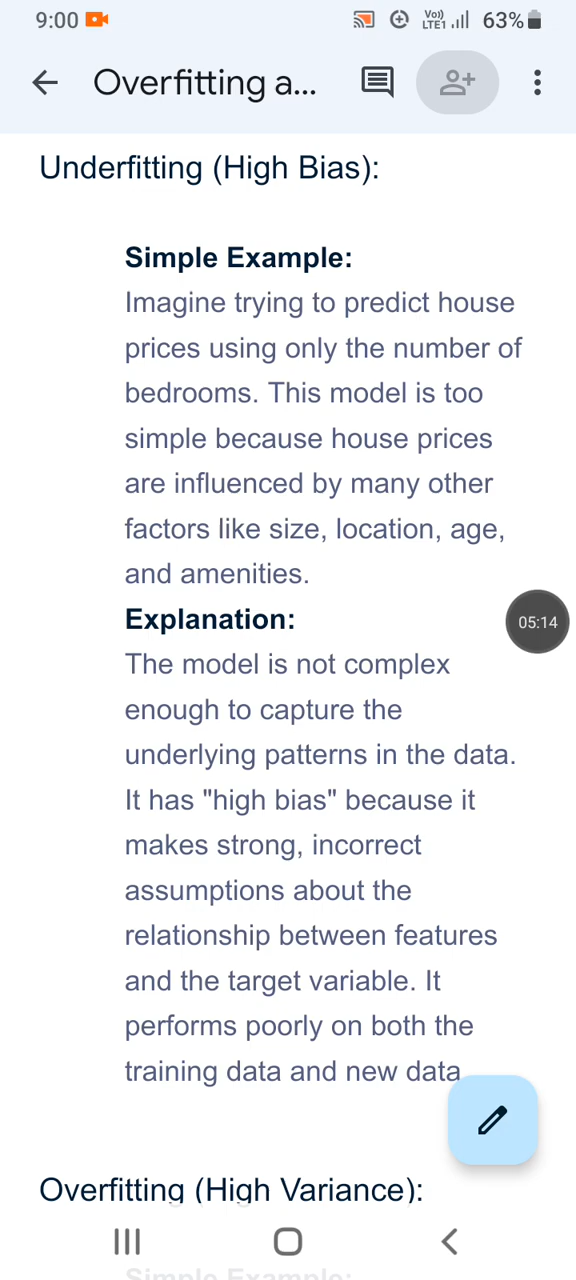 9:00 Vo)) LTE1 63%
Overfitting a...
Underfitting (High Bias):
Simple Example:
Imagine trying to predict house
prices using only the number of
bedrooms. This model is too
simple because house prices
are influenced by many other
factors like size, location, age,
and amenities.
Explanation:
05:14
The model is not complex
enough to capture the
underlying patterns in the data.
It has "high bias" because it
makes strong, incorrect
assumptions about the
relationship between features
and the target variable. It
performs poorly on both the
training data and new data
Overfitting (High Variance):
Simple Example: